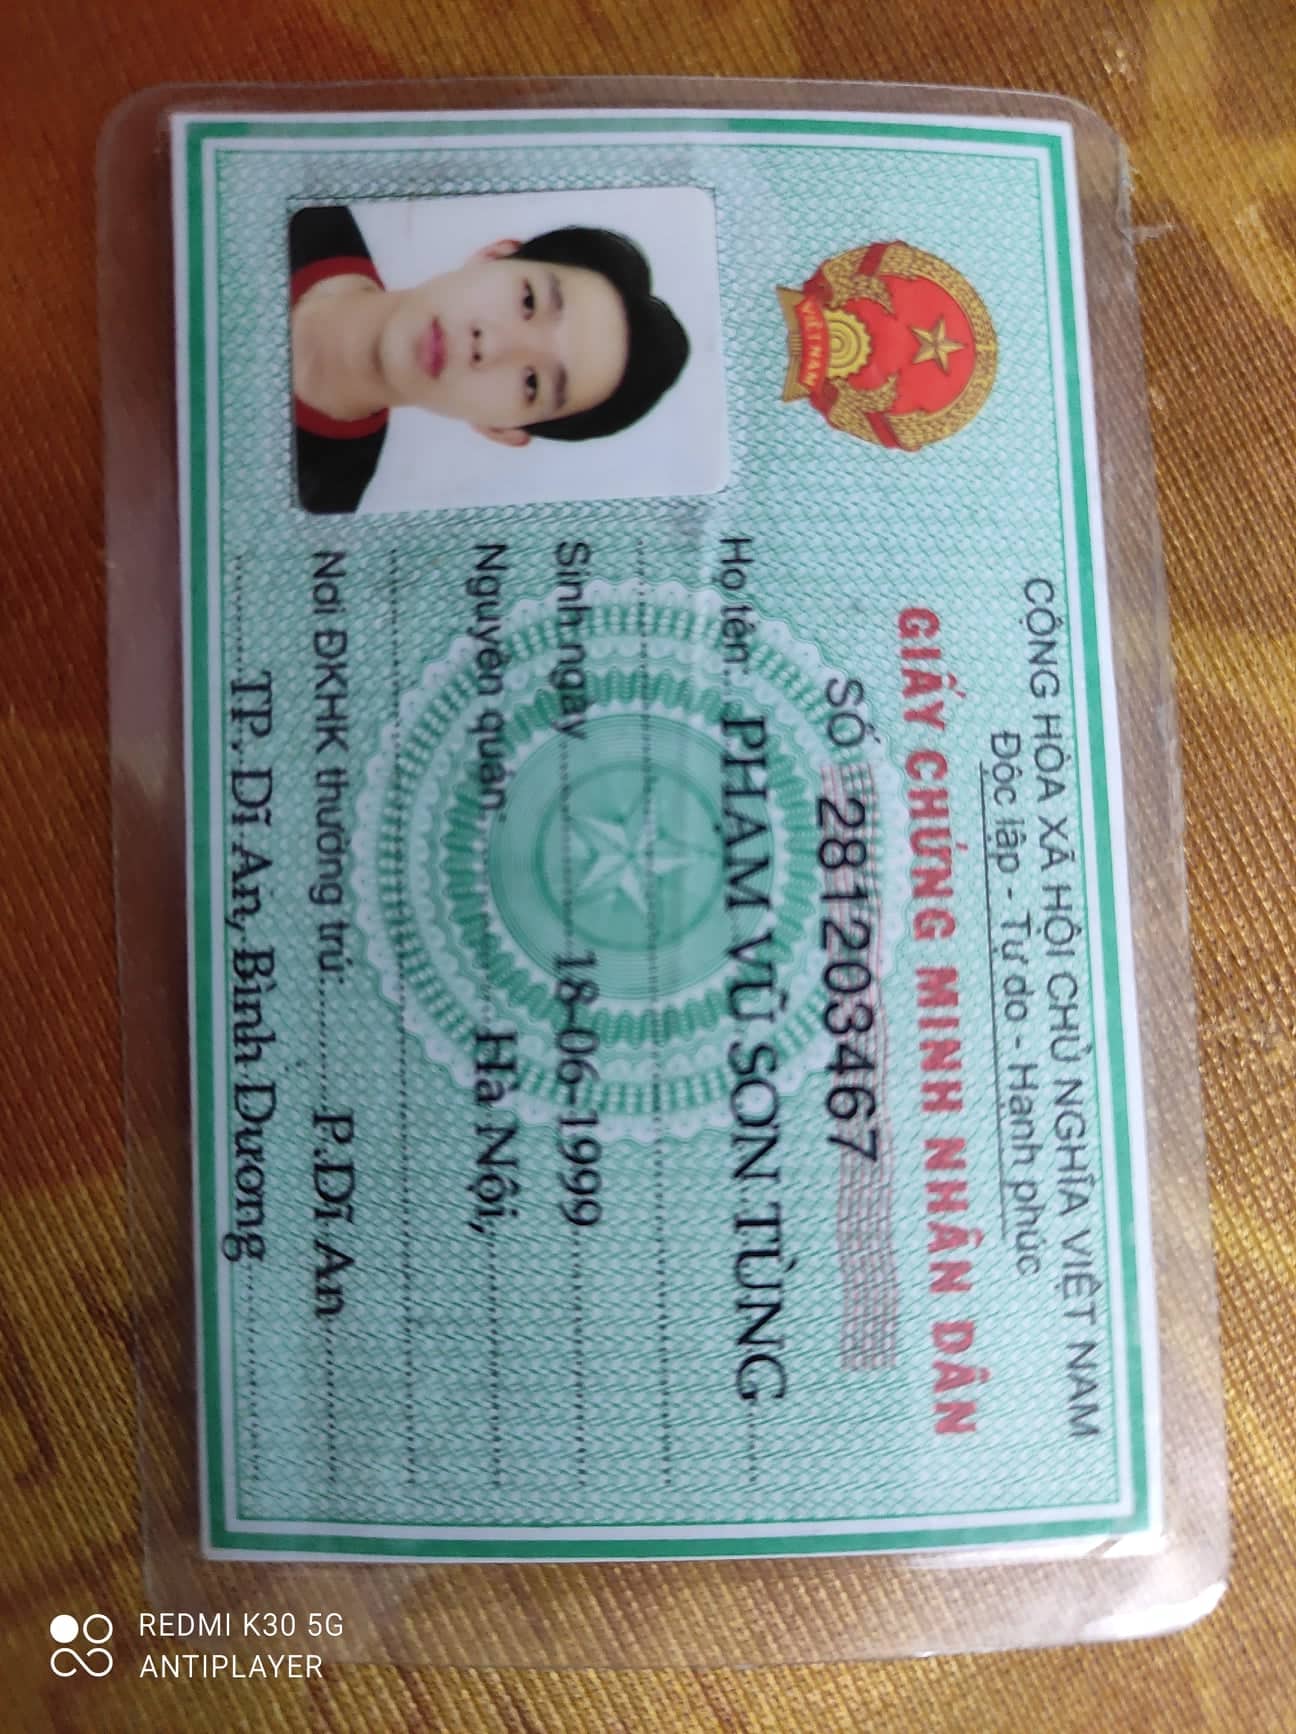 CỘNG HÒA XÃ HỘI CHỦ NGHĨA VIỆT NAM
Độc lập - Tự do - Hạnh phúc
GIẤY CHỨNG MINH NHÂN DÂN
SỐ 281203467
Họ tên: PHẠM VŨ SƠN TÙNG
Sinh ngày 18-06-1999
Nguyên quán Hà Nội,
Nơi ĐKHK thường trú: P.Dĩ An
TP. Dĩ An, Bình Dương
VIỆT NAM
REDMI K30 5G
ANTIPLAYER